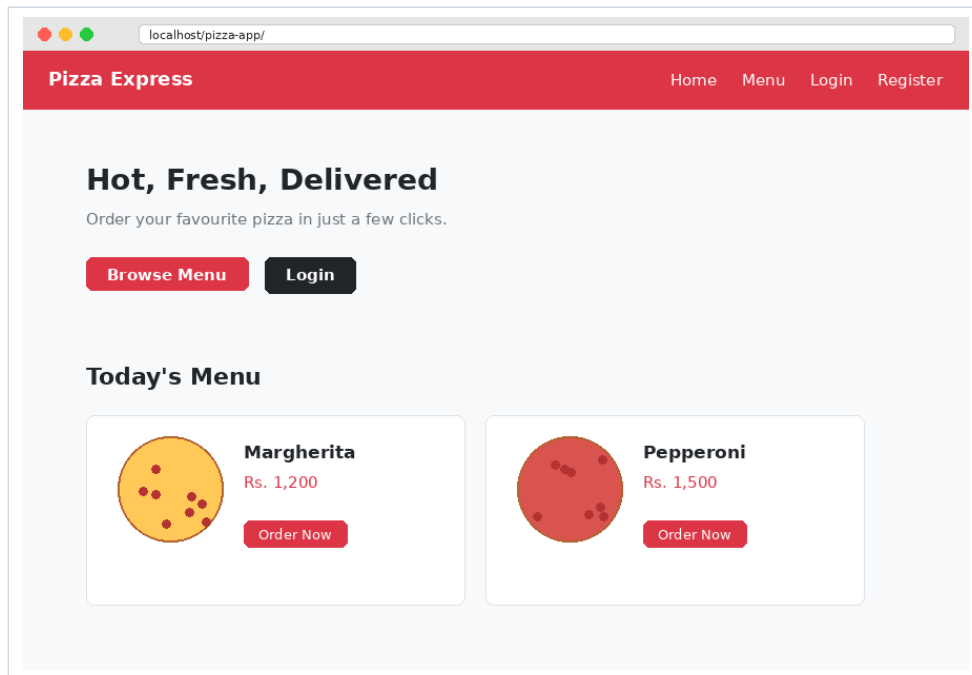 localhost/pizza-app/
Pizza Express Home Menu Login Register
Hot, Fresh, Delivered
Order your favourite pizza in just a few clicks.
Browse Menu Login
Today's Menu
Margherita
Rs. 1,200
Order Now
Pepperoni
Rs. 1,500
Order Now